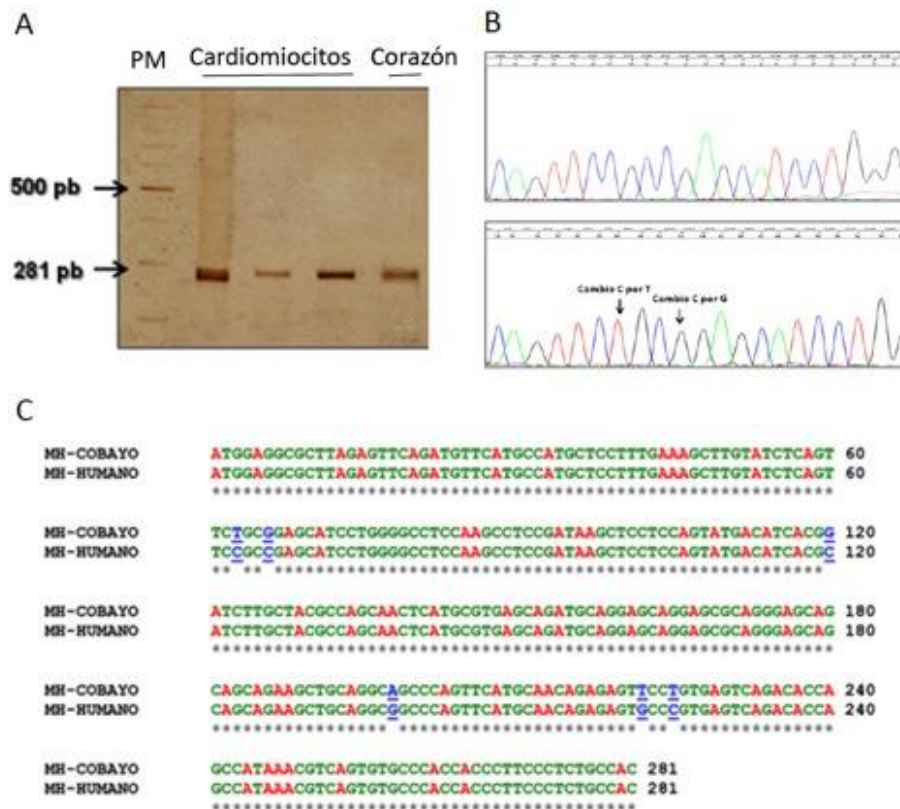 A
PM Cardiomiocitos Corazón
500 pb
281 pb
B
Cambio C por T
Cambio C por G
C
MH-COBAYO ATGGAGGCGCTTAGAGTTCAGATGTTCATGCCATGCTCCTTTGAAAGCTTGTATCTCAGT 60
MH-HUMANO ATGGAGGCGCTTAGAGTTCAGATGTTCATGCCATGCTCCTTTGAAAGCTTGTATCTCAGT 60
************************************************************
MH-COBAYO TCTGCGGAGCATCCTGGGGCCTCCAAGCCTCCGATAAGCTCCTCCAGTATGACATCACGG 120
MH-HUMANO TCCGCCGAGCATCCTGGGGCCTCCAAGCCTCCGATAAGCTCCTCCAGTATGACATCACGC 120
** ** *****************************************************
MH-COBAYO ATCTTGCTACGCCAGCAACTCATGCGTGAGCAGATGCAGGAGCAGGAGCGCAGGGAGCAG 180
MH-HUMANO ATCTTGCTACGCCAGCAACTCATGCGTGAGCAGATGCAGGAGCAGGAGCGCAGGGAGCAG 180
************************************************************
MH-COBAYO CAGCAGAAGCTGCAGGCAGCCCAGTTCATGCAACAGAGAGTTCCTGTGAGTCAGACACCA 240
MH-HUMANO CAGCAGAAGCTGCAGGCGGCCCAGTTCATGCAACAGAGAGTGCCCGTGAGTCAGACACCA 240
***************** *********************** ** ***************
MH-COBAYO GCCATAAACGTCAGTGTGCCCACCACCCTTCCCTCTGCCAC 281
MH-HUMANO GCCATAAACGTCAGTGTGCCCACCACCCTTCCCTCTGCCAC 281
*****************************************